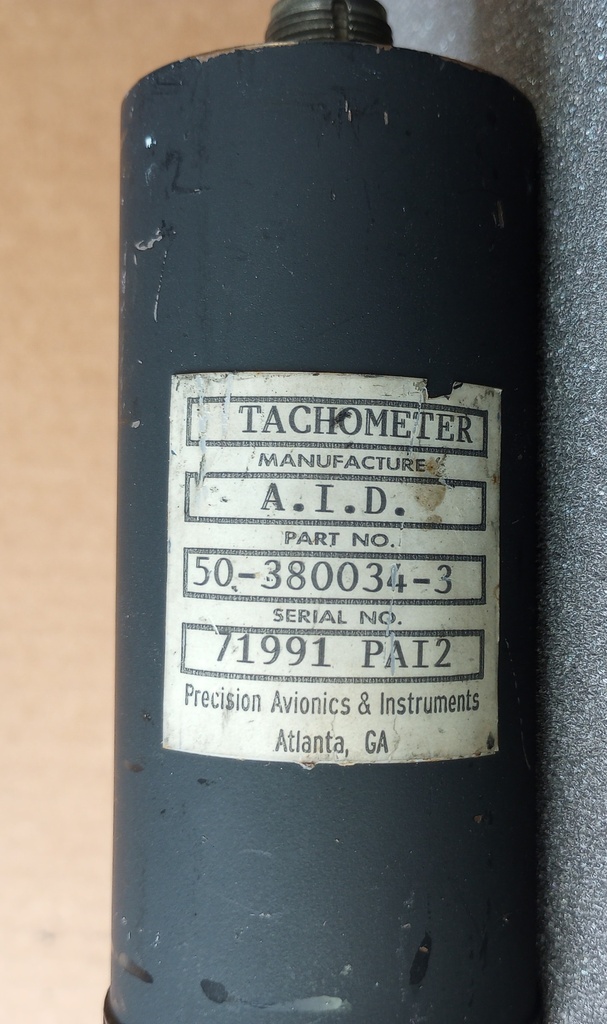 TACHOMETER
MANUFACTURE
A.I.D.
PART NO.
50-380034-3
SERIAL NO.
71991 PAI2
Precision Avionics & Instruments
Atlanta, GA